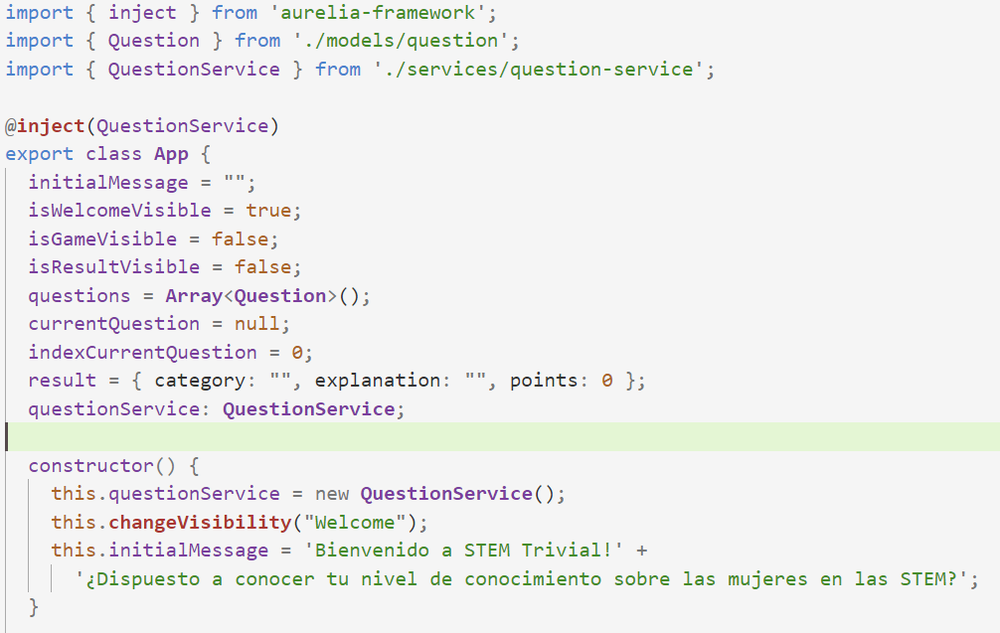 import { inject } from 'aurelia-framework';
import { Question } from './models/question';
import { QuestionService } from './services/question-service';

@inject(QuestionService)
export class App {
  initialMessage = "";
  isWelcomeVisible = true;
  isGameVisible = false;
  isResultVisible = false;
  questions = Array<Question>();
  currentQuestion = null;
  indexCurrentQuestion = 0;
  result = { category: "", explanation: "", points: 0 };
  questionService: QuestionService;

  constructor() {
    this.questionService = new QuestionService();
    this.changeVisibility("Welcome");
    this.initialMessage = 'Bienvenido a STEM Trivial!' +
      '¿Dispuesto a conocer tu nivel de conocimiento sobre las mujeres en las STEM?';
  }